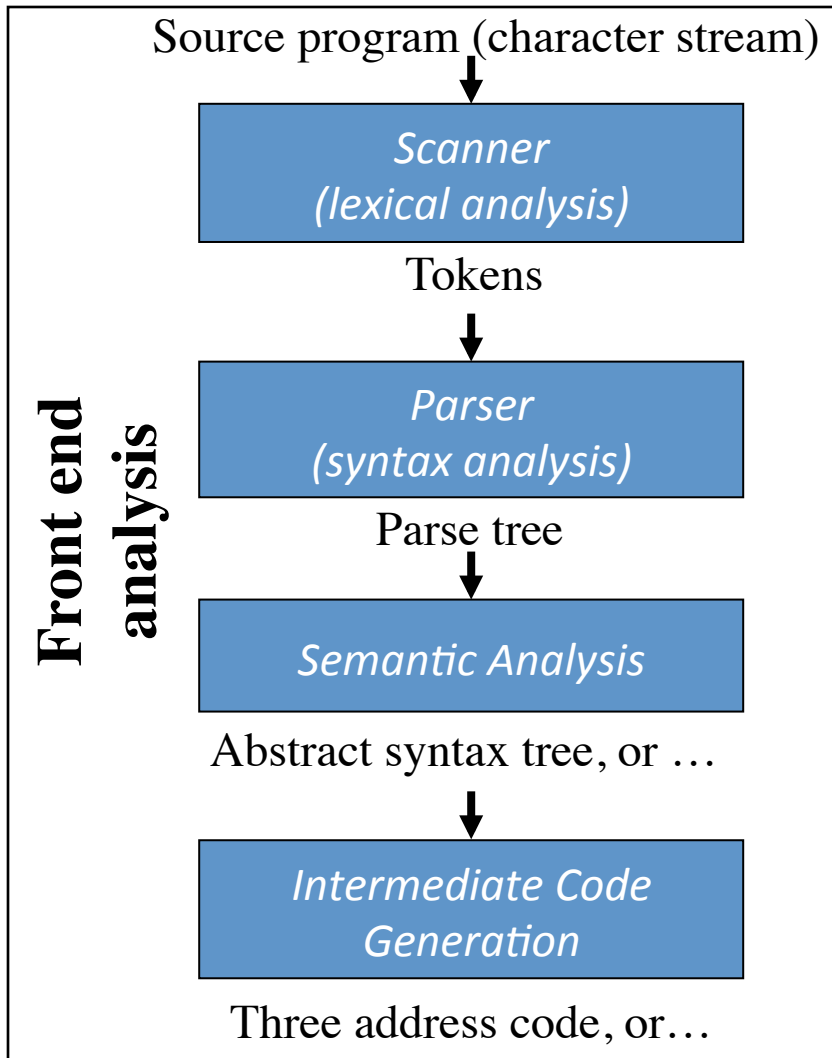 Source program (character stream)
Scanner
(lexical analysis)
Tokens
Parser
(syntax analysis)
Parse tree
Semantic Analysis
Abstract syntax tree, or …
Intermediate Code
Generation
Three address code, or…
Front end
analysis